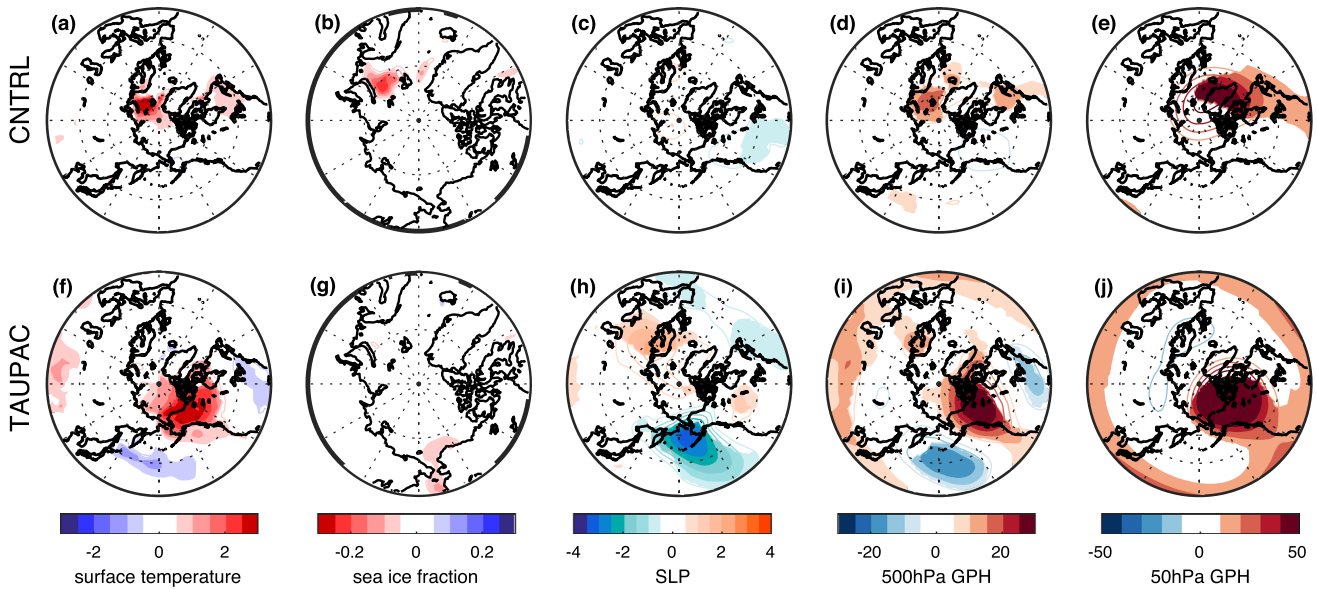 (a) (b) (c) (d) (e)
CNTRL
(f) (g) (h) (i) (j)
TAUPAC
-2 0 2 -0.2 0 0.2 -4 -2 0 2 4 -20 0 20 -50 0 50
surface temperature sea ice fraction SLP 500hPa GPH 50hPa GPH